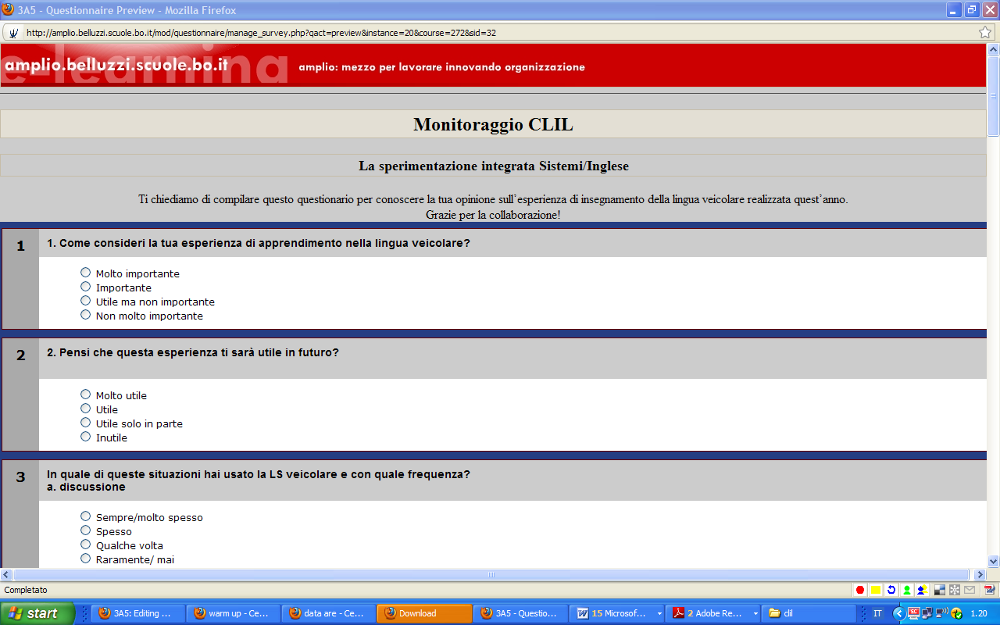 3A5 - Questionnaire Preview - Mozilla Firefox
http://amplio.belluzzi.scuole.bo.it/mod/questionnaire/manage_survey.php?qact=preview&instance=20&course=272&sid=32
e-learning
amplio.belluzzi.scuole.bo.it amplio: mezzo per lavorare innovando organizzazione
Monitoraggio CLIL
La sperimentazione integrata Sistemi/Inglese
Ti chiediamo di compilare questo questionario per conoscere la tua opinione sull'esperienza di insegnamento della lingua veicolare realizzata quest'anno.
Grazie per la collaborazione!
1 1. Come consideri la tua esperienza di apprendimento nella lingua veicolare?
Molto importante
Importante
Utile ma non importante
Non molto importante
2 2. Pensi che questa esperienza ti sarà utile in futuro?
Molto utile
Utile
Utile solo in parte
Inutile
3 In quale di queste situazioni hai usato la LS veicolare e con quale frequenza?
a. discussione
Sempre/molto spesso
Spesso
Qualche volta
Raramente/ mai
Completato
start 3A5: Editing ... warm up - Ce... data are - Ce... Download 3A5 - Questio... 15 Microsof... 2 Adobe Re... clil IT 1.20